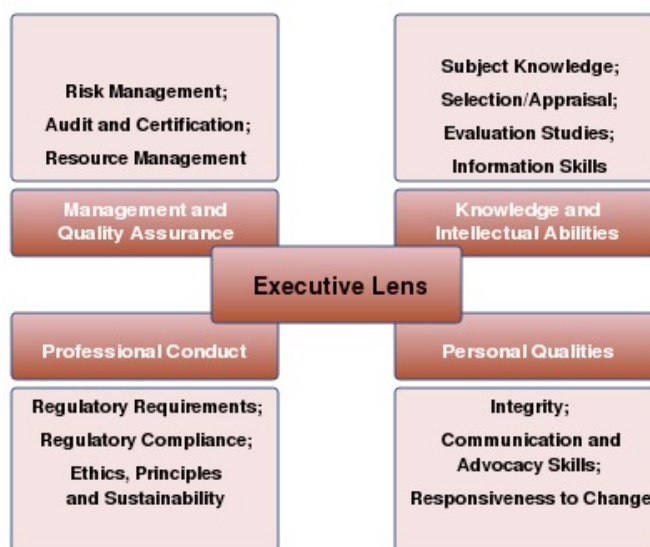 Risk Management;
Audit and Certification;
Resource Management
Management and
Quality Assurance
Subject Knowledge;
Selection/Appraisal;
Evaluation Studies;
Information Skills
Knowledge and
Intellectual Abilities
Executive Lens
Professional Conduct
Regulatory Requirements;
Regulatory Compliance;
Ethics, Principles
and Sustainability
Personal Qualities
Integrity;
Communication and
Advocacy Skills;
Responsiveness to Change